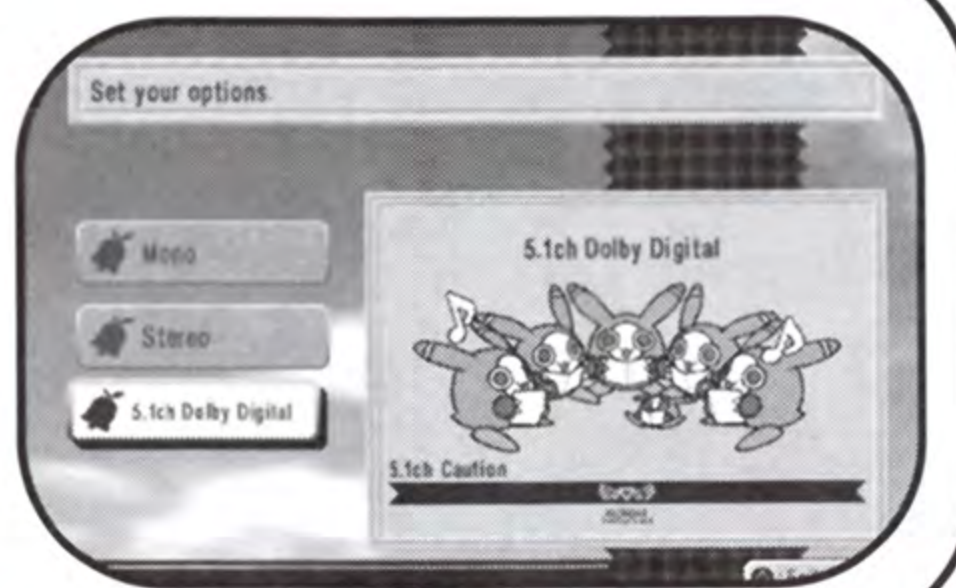 Set your options.
Mono
Stereo
5.1ch Dolby Digital
5.1ch Dolby Digital
5.1ch Caution